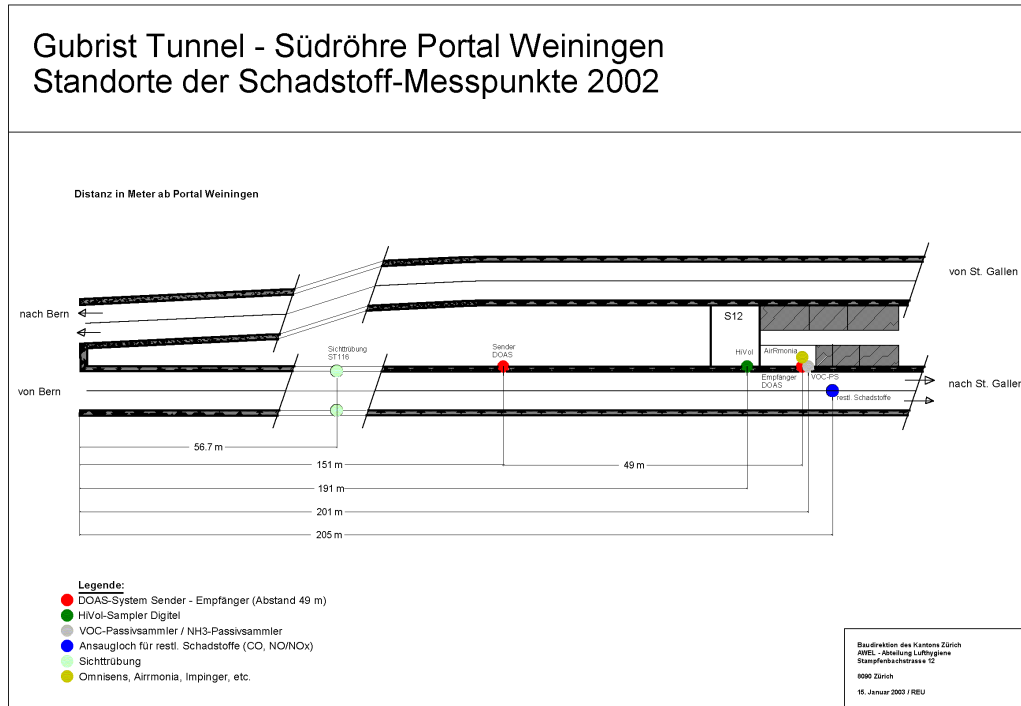 Gubrist Tunnel - Südröhre Portal Weiningen
Standorte der Schadstoff-Messpunkte 2002
Distanz in Meter ab Portal Weiningen
von St. Gallen
nach Bern
S12
Sichttrübung
ST116
Sender
DOAS
HiVol
AirRmonia
Empfänger
DOAS
VOC-PS
von Bern
nach St. Gallen
restl. Schadstoffe
56.7 m
151 m
49 m
191 m
201 m
205 m
Legende:
DOAS-System Sender - Empfänger (Abstand 49 m)
HiVol-Sampler Digitel
VOC-Passivsammler / NH3-Passivsammler
Ansaugloch für restl. Schadstoffe (CO, NO/NOx)
Sichttrübung
Omnisens, Airrmonia, Impinger, etc.
Baudirektion des Kantons Zürich
AWEL - Abteilung Lufthygiene
Stampfenbachstrasse 12
8090 Zürich
15. Januar 2003 / REU